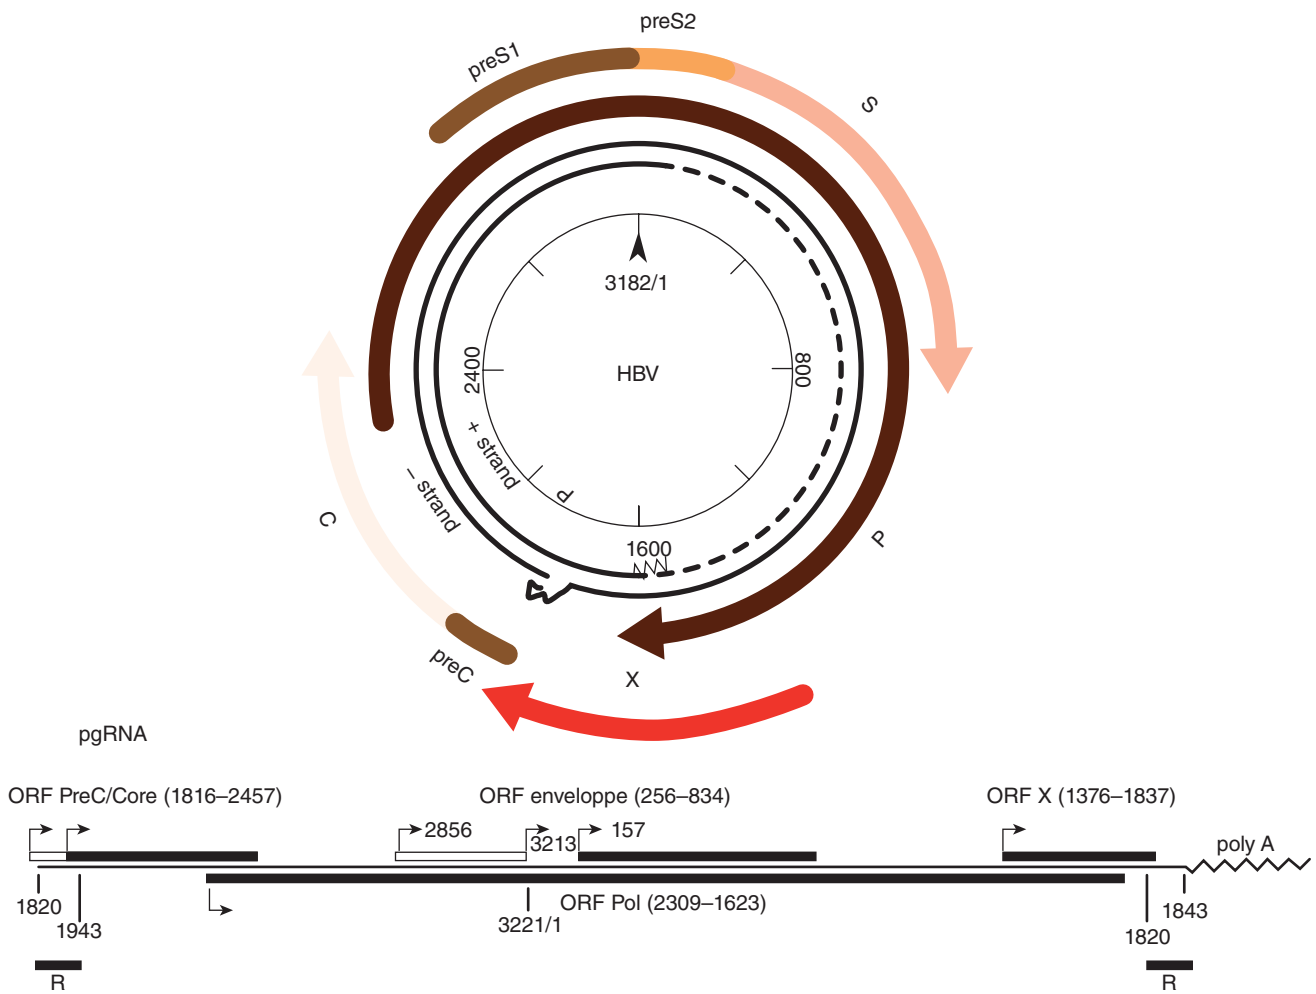 preS2
preS1
S
3182/1
2400
HBV
800
+ strand
– strand
P
C
1600
P
preC
X
pgRNA
ORF PreC/Core (1816–2457)
ORF enveloppe (256–834)
ORF X (1376–1837)
2856
3213
157
poly A
ORF Pol (2309–1623)
1820
1943
3221/1
1820
1843
R
R